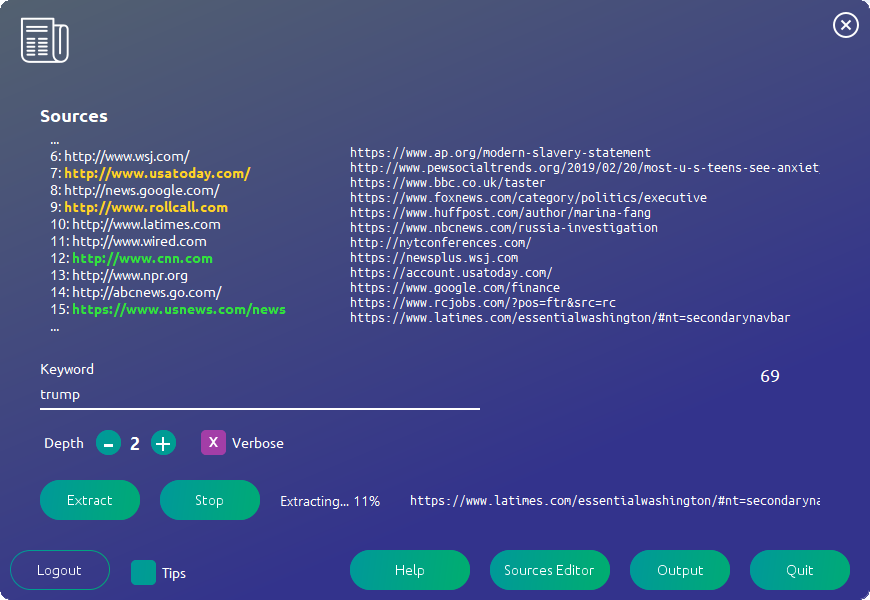 Sources
...
6: http://www.wsj.com/
7: http://www.usatoday.com/
8: http://news.google.com/
9: http://www.rollcall.com
10: http://www.latimes.com
11: http://www.wired.com
12: http://www.cnn.com
13: http://www.npr.org
14: http://abcnews.go.com/
15: https://www.usnews.com/news
...
https://www.ap.org/modern-slavery-statement
http://www.pewsocialtrends.org/2019/02/20/most-u-s-teens-see-anxiet
https://www.bbc.co.uk/taster
https://www.foxnews.com/category/politics/executive
https://www.huffpost.com/author/marina-fang
https://www.nbcnews.com/russia-investigation
http://nytconferences.com/
https://newsplus.wsj.com
https://account.usatoday.com/
https://www.google.com/finance
https://www.rcjobs.com/?pos=ftr&src=rc
https://www.latimes.com/essentialwashington/#nt=secondarynavbar
Keyword
trump
69
Depth - 2 + X Verbose
Extract Stop Extracting... 11% https://www.latimes.com/essentialwashington/#nt=secondaryna
Logout Tips Help Sources Editor Output Quit